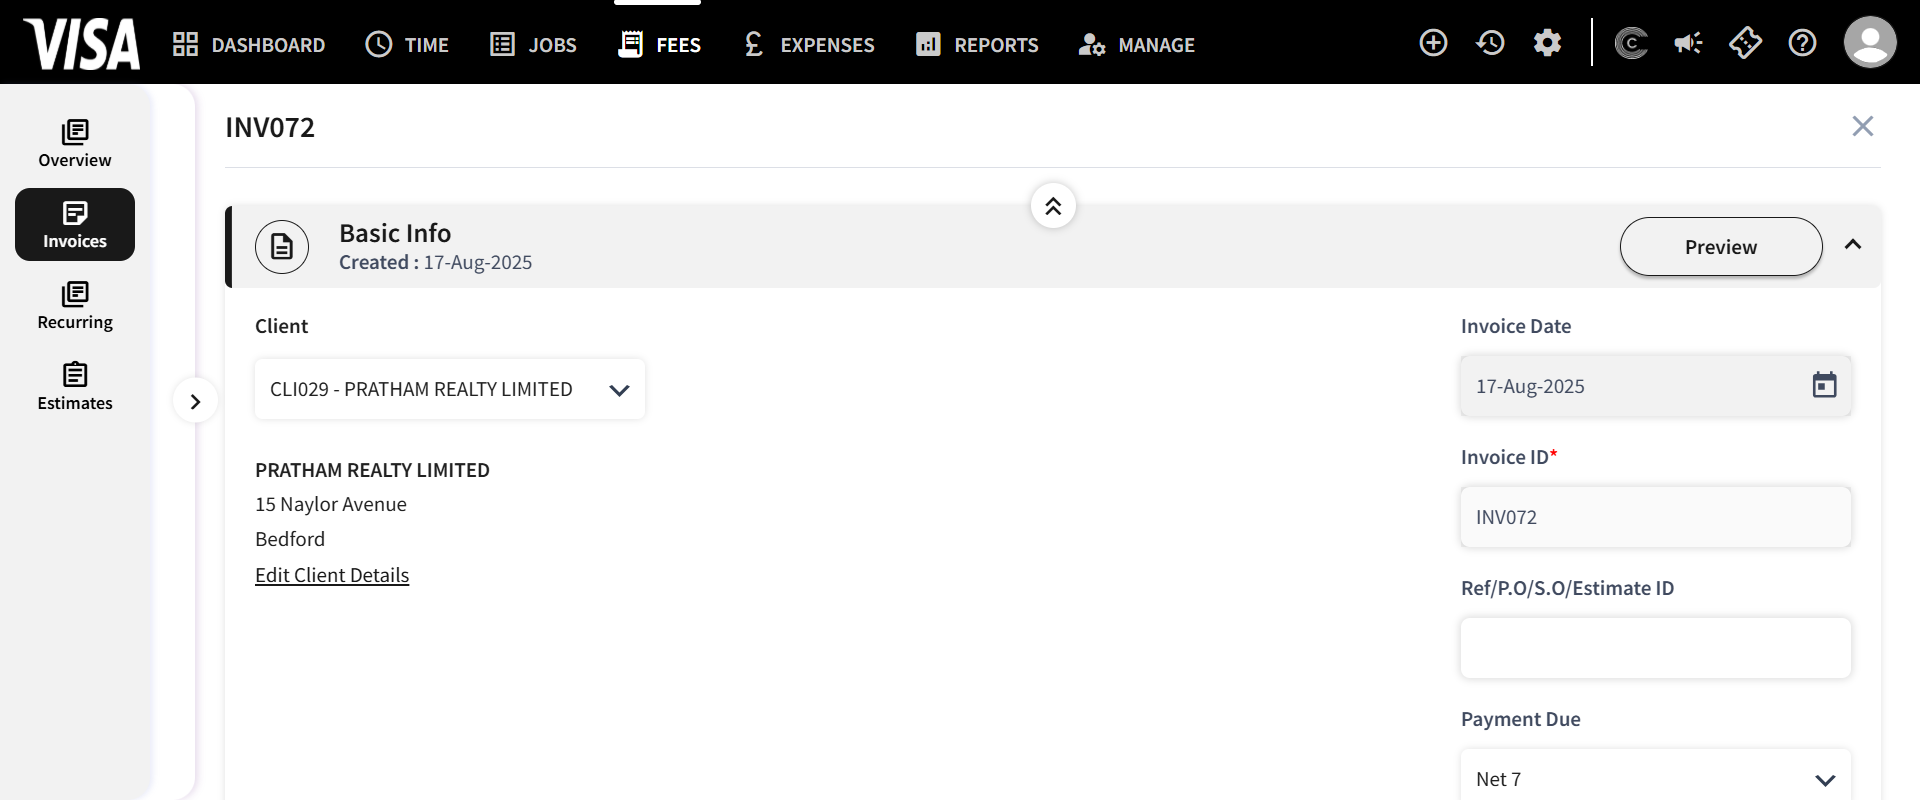 VISA
DASHBOARD
TIME
JOBS
FEES
EXPENSES
REPORTS
MANAGE
Overview
Invoices
Recurring
Estimates
INV072
Basic Info
Created : 17-Aug-2025
Preview
Client
CLI029 - PRATHAM REALTY LIMITED
PRATHAM REALTY LIMITED
15 Naylor Avenue
Bedford
Edit Client Details
Invoice Date
17-Aug-2025
Invoice ID*
INV072
Ref/P.O/S.O/Estimate ID
Payment Due
Net 7